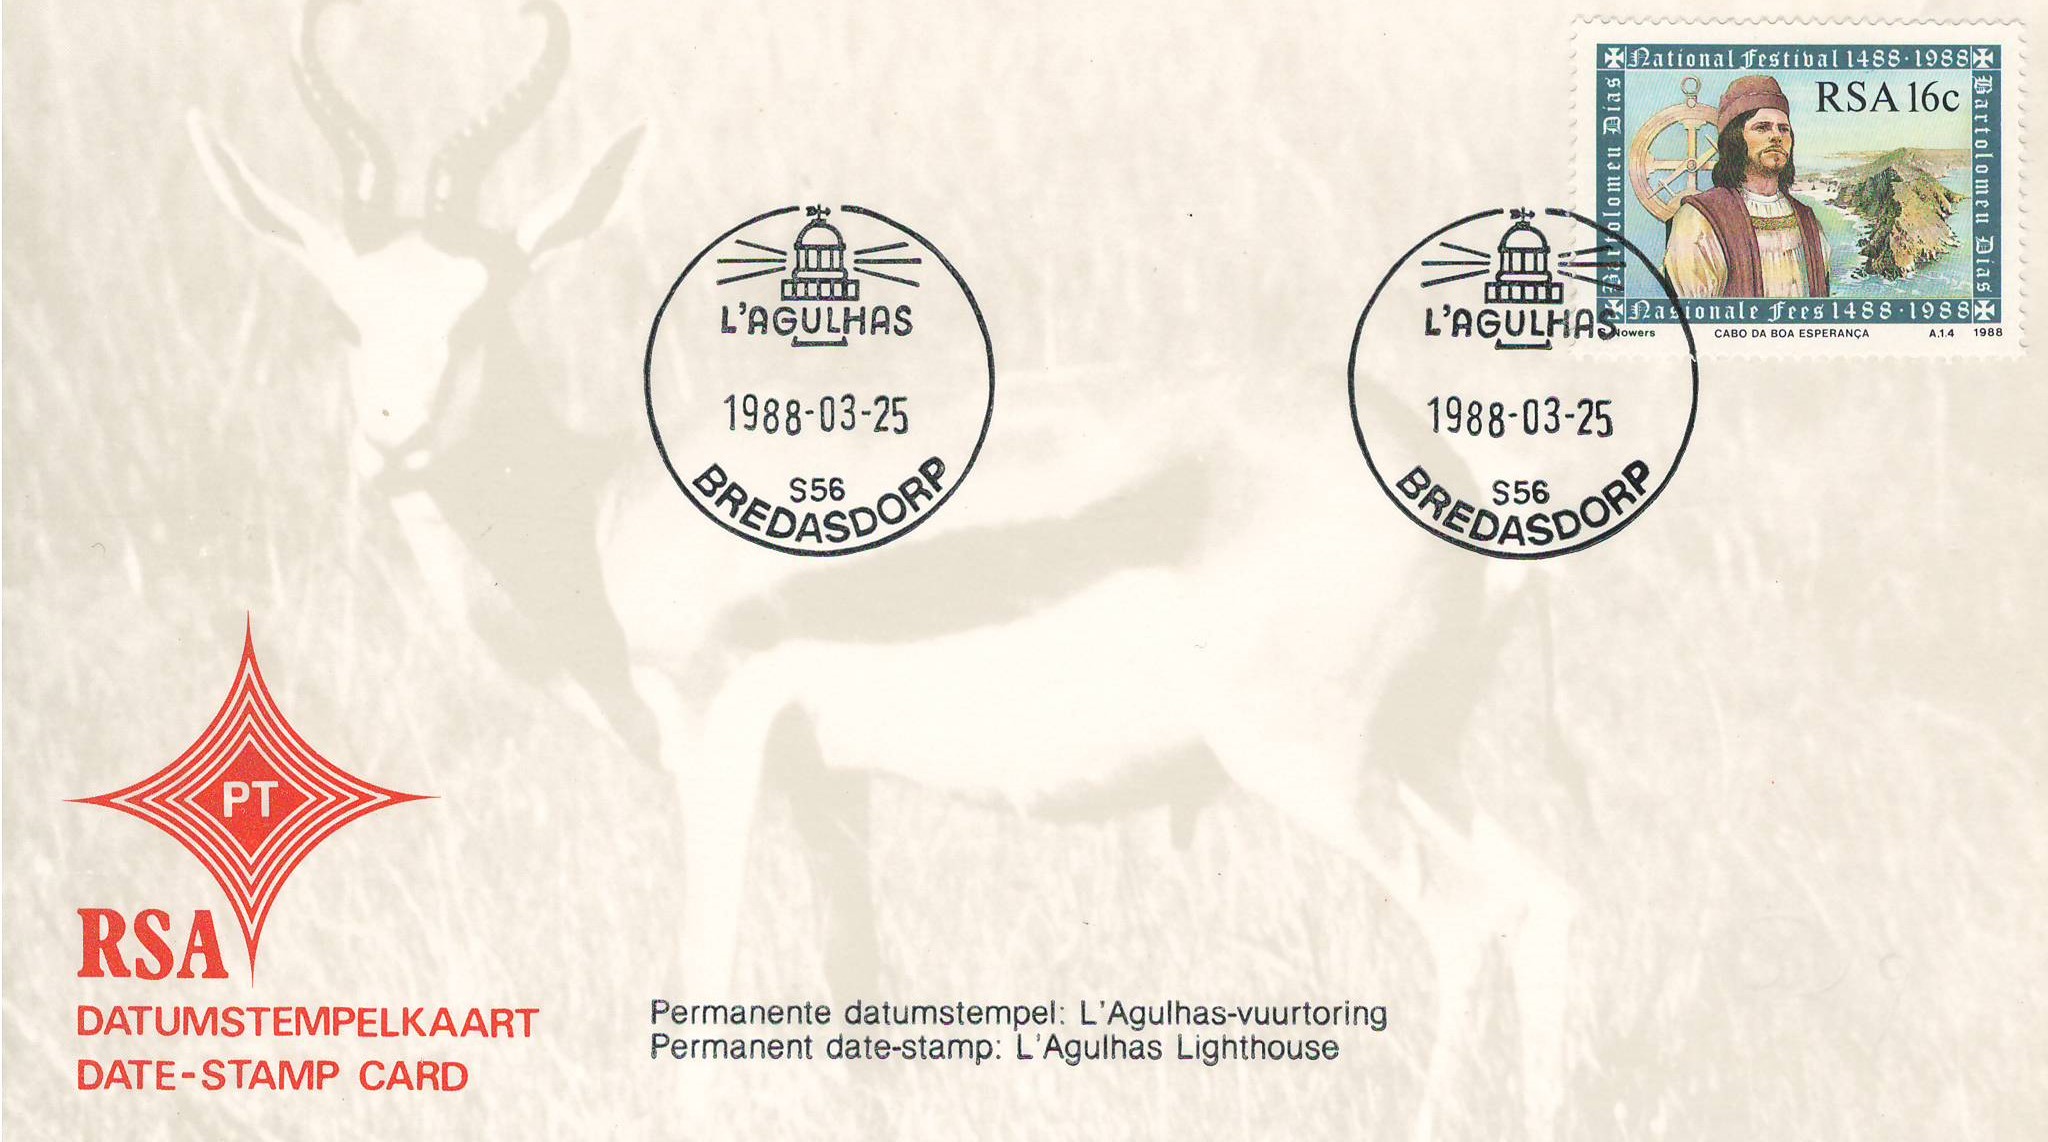 National Festival 1488·1988
Bartolomeu Dias
Bartolomeu Dias
RSA 16c
Nasionale Fees 1488·1988
Nowers CABO DA BOA ESPERANÇA A.1.4 1988
L'AGULHAS
1988-03-25
S56
BREDASDORP
L'AGULHAS
1988-03-25
S56
BREDASDORP
PT
RSA
DATUMSTEMPELKAART
DATE-STAMP CARD
Permanente datumstempel: L'Agulhas-vuurtoring
Permanent date-stamp: L'Agulhas Lighthouse